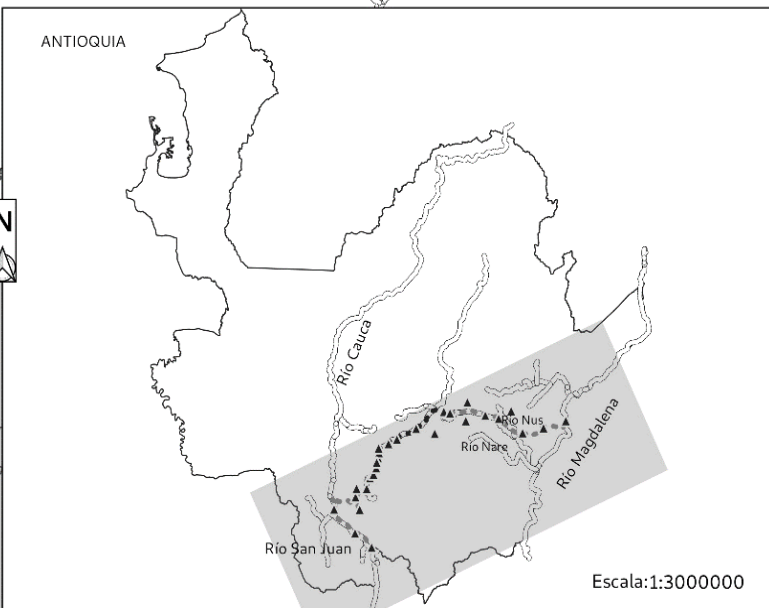 ANTIOQUIA
N
Río Cauca
Río Nus
Río Nare
Río Magdalena
Río San Juan
Escala:1:3000000